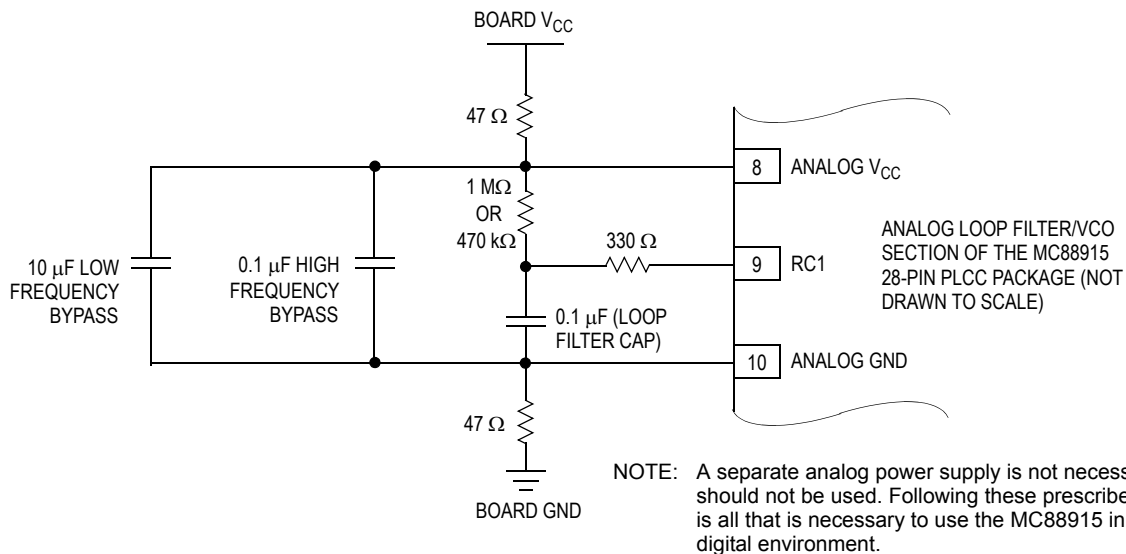 BOARD VCC
47 Ω
8 ANALOG VCC
1 MΩ
OR
470 kΩ
330 Ω
9 RC1
ANALOG LOOP FILTER/VCO
SECTION OF THE MC88915
28-PIN PLCC PACKAGE (NOT
DRAWN TO SCALE)
10 μF LOW
FREQUENCY
BYPASS
0.1 μF HIGH
FREQUENCY
BYPASS
0.1 μF (LOOP
FILTER CAP)
10 ANALOG GND
47 Ω
BOARD GND
NOTE: A separate analog power supply is not
should not be used. Following these
is all that is necessary to use the MC88915 in
digital environment.